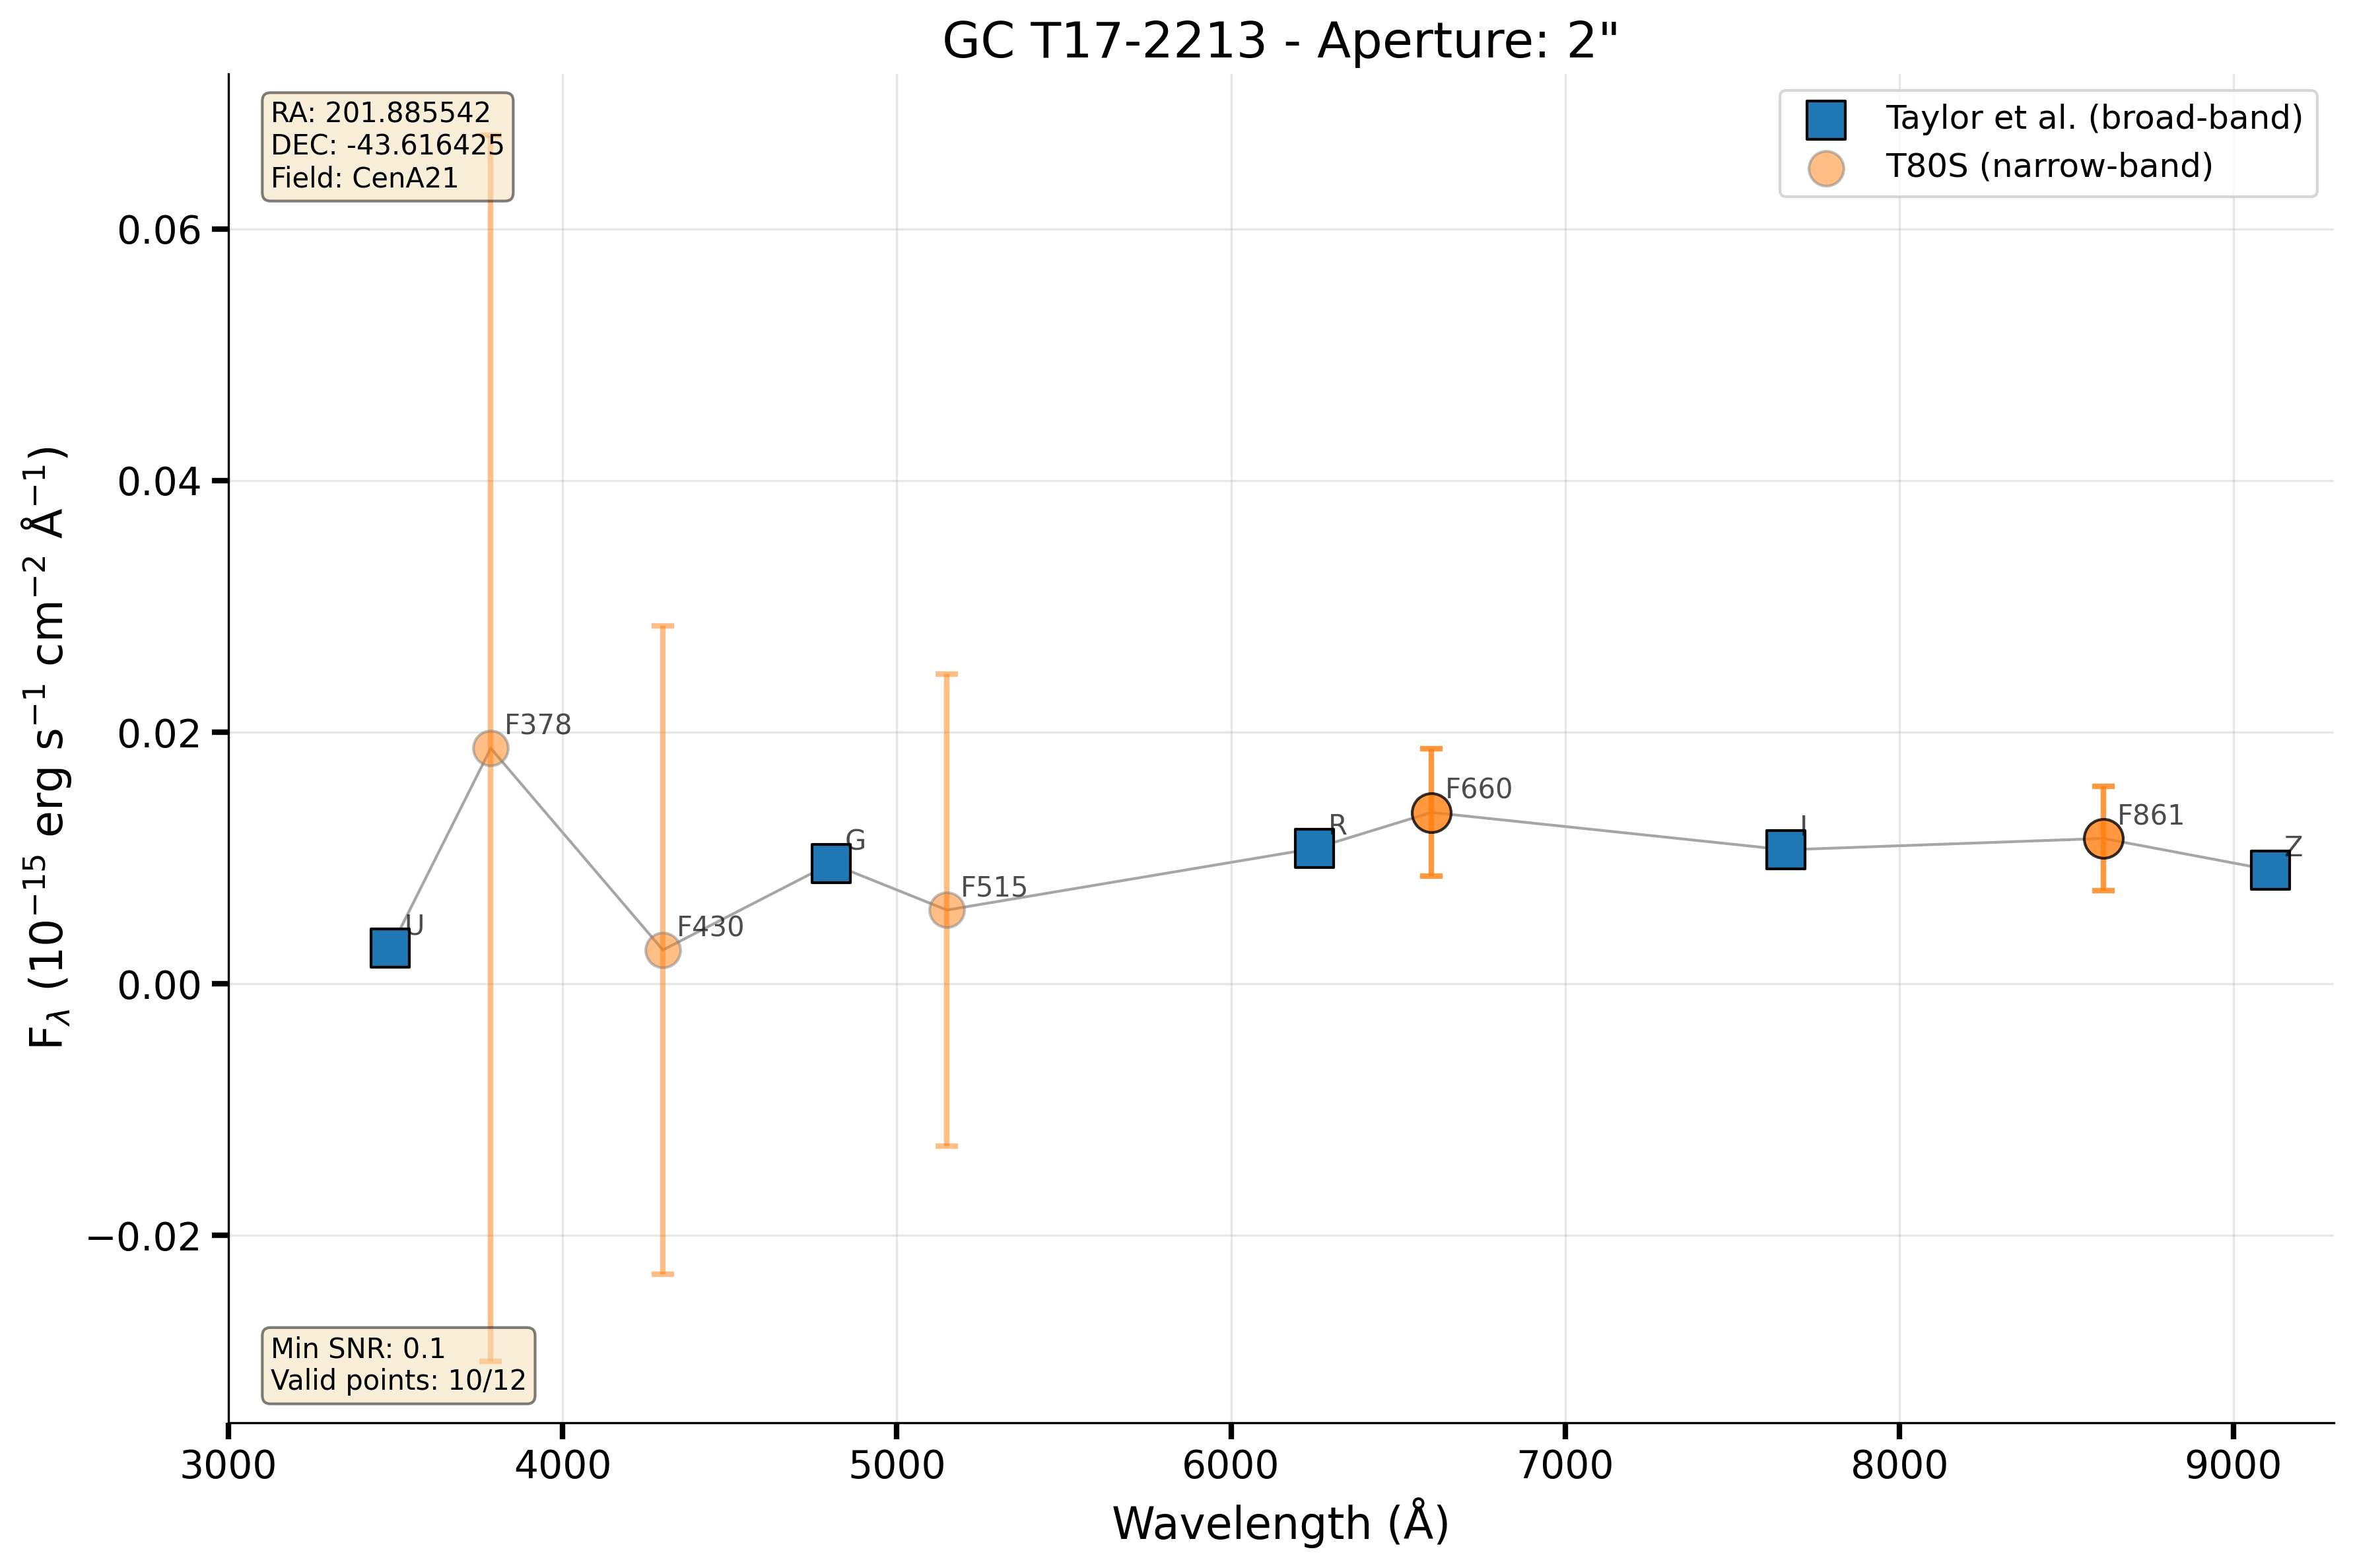 GC T17-2213 - Aperture: 2"
RA: 201.885542
DEC: -43.616425
Field: CenA21
Taylor et al. (broad-band)
T80S (narrow-band)
0.06
0.04
0.02
0.00
−0.02
F_λ (10⁻¹⁵ erg s⁻¹ cm⁻² Å⁻¹)
U
F378
F430
G
F515
R
F660
I
F861
Z
Min SNR: 0.1
Valid points: 10/12
3000 4000 5000 6000 7000 8000 9000
Wavelength (Å)